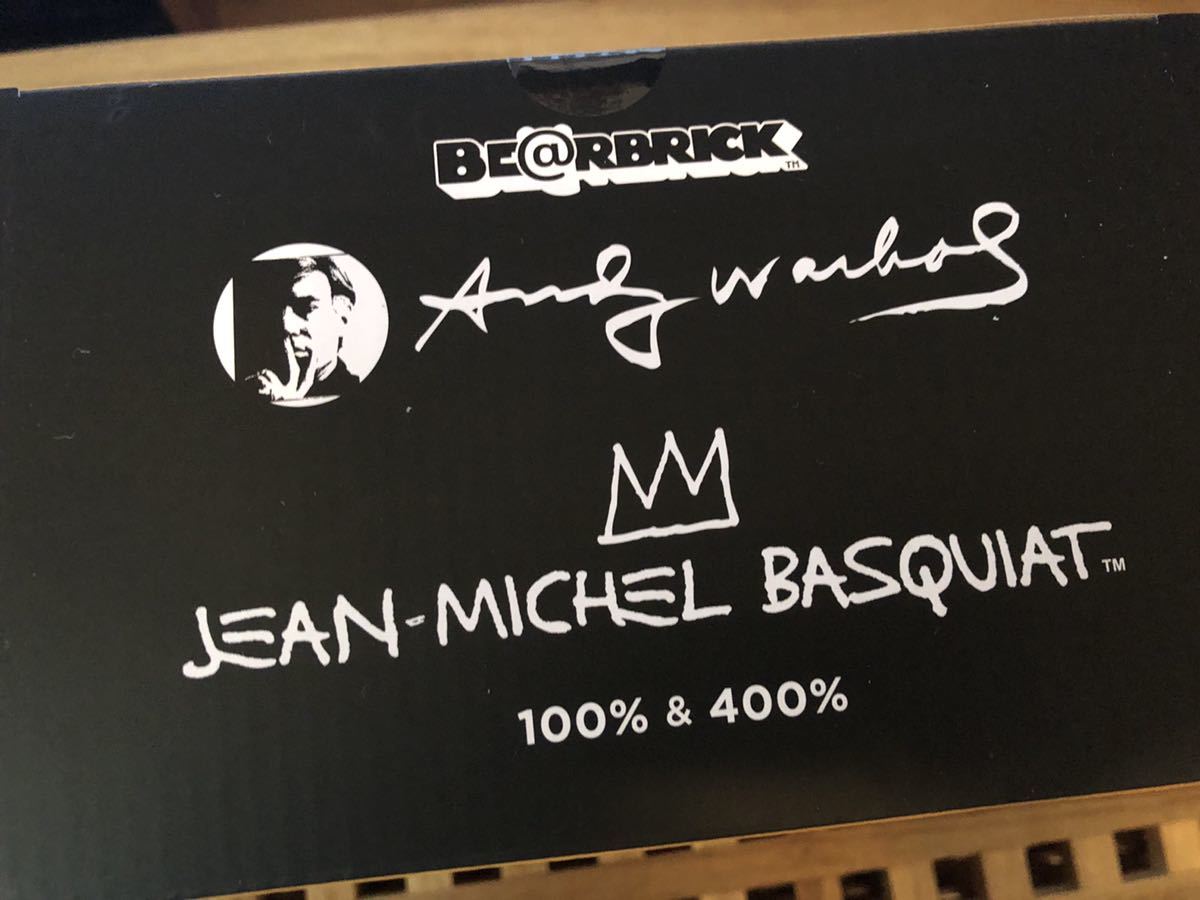 BE@RBRICK™
Andy Warhol
JEAN-MICHEL BASQUIAT™
100% & 400%